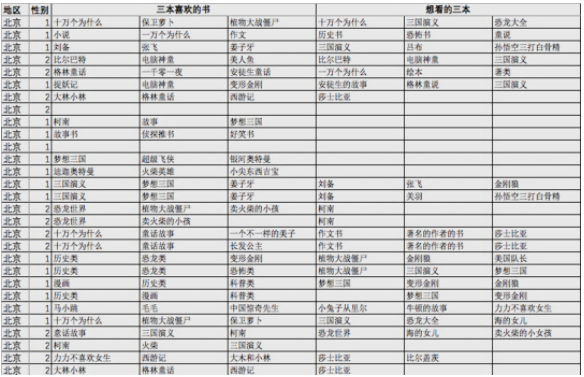 地区 性别 三本喜欢的书 想看的三本
北京 1 十万个为什么 保卫萝卜 植物大战僵尸 十万个为什么 三国演义 恐龙大全
北京 1 小说 一万个为什么 作文 历史书 恐怖书 童说
北京 1 刘备 张飞 姜子牙 三国演义 吕布 孙悟空三打白骨精
北京 2 比尔巴特 电脑神童 美人鱼 比尔巴特 电脑神童 三国演义
北京 2 格林童话 一千零一夜 安徒生童话 一万个为什么 绘本 著类
北京 1 捉妖记 电脑神童 变形金刚 安徒生的故事 格林童说 三国演义
北京 2 大林小林 格林童话 西游记 莎士比亚
北京 2
北京 1 柯南 故事 梦想三国
北京 1 故事书 侦探推书 好笑书
北京 1
北京 1 梦想三国 超级飞侠 银河奥特曼
北京 1 迪迦奥特曼 火柴英雄 小失东西吉宝
北京 1 三国演义 梦想三国 姜子牙 刘备 张飞 金刚狼
北京 1 三国演义 梦想三国 姜子牙 刘备 关羽 孙悟空三打白骨精
北京 2 恐龙世界 植物大战僵尸 卖火柴的小孩 柯南
北京 2 恐龙世界 植物大战僵尸 卖火柴的小孩 柯南
北京 2 十万个为什么 童话故事 一个不一样的美子 作文书 著名的作者的书 莎士比亚
北京 2 十万个为什么 童话故事 长发公主 作文书 著名的作者的书 莎士比亚
北京 1 历史类 恐龙类 变形金刚 植物大战僵尸 金刚狼 美国队长
北京 1 历史类 恐龙类 恐怖类 植物大战僵尸 三国演义 梦想三国
北京 1 漫画 历史类 科普类 梦想三国 变形金刚 金刚狼
北京 1 历史类 漫画 科普类 梦想三国 变形金刚
北京 1 马小跳 毛毛 中国惊奇先生 小兔子从里尔 牛顿的故事 力力不喜欢女生
北京 1 十万个为什么 植物大战僵尸 保卫萝卜 三国演义 恐龙大全 海的女儿
北京 2 童话故事 三国演义 柯南 恐龙世界 海的女儿 卖火柴的小女孩
北京 2 柯南 火柴 三国演义
北京 2 力力不喜欢女生 西游记 大木和小林 莎士比亚 比尔盖茨
北京 2 大林小林 格林童话 西游记 莎士比亚